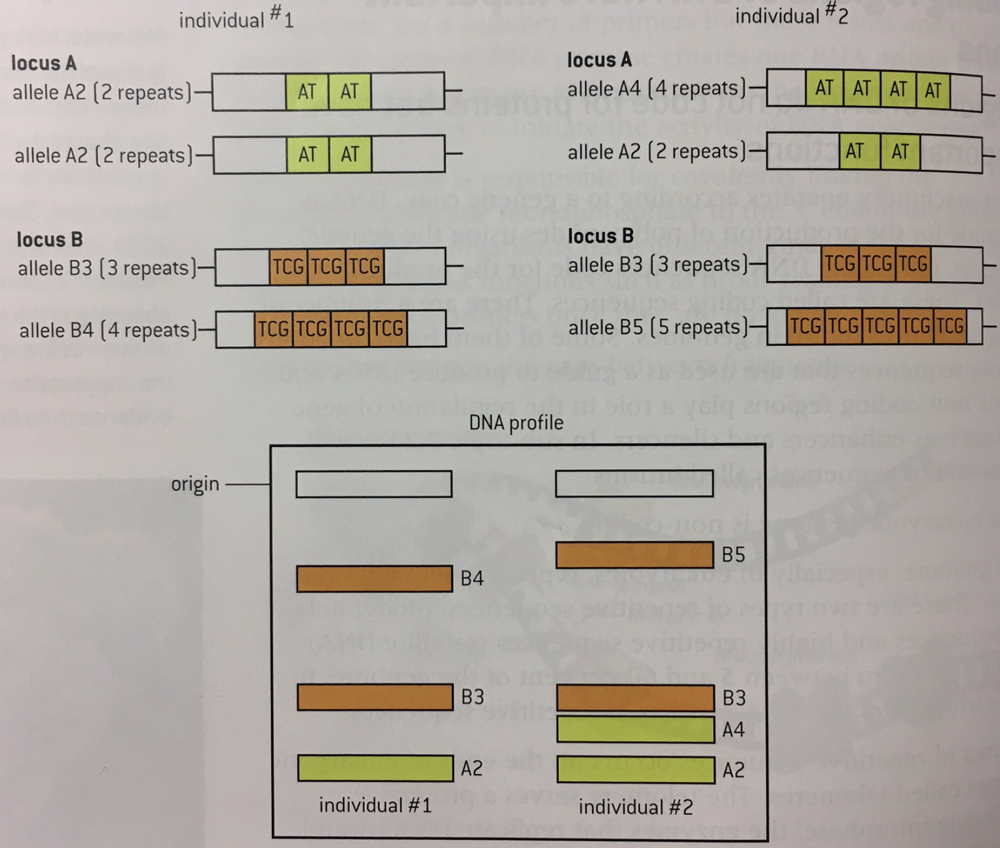 individual #1
individual #2
locus A
allele A2 (2 repeats)
AT AT
allele A2 (2 repeats)
AT AT
locus B
allele B3 (3 repeats)
TCG TCG TCG
allele B4 (4 repeats)
TCG TCG TCG TCG
locus A
allele A4 (4 repeats)
AT AT AT AT
allele A2 (2 repeats)
AT AT
locus B
allele B3 (3 repeats)
TCG TCG TCG
allele B5 (5 repeats)
TCG TCG TCG TCG TCG
DNA profile
origin
B4
B3
A2
individual #1
B5
B3
A4
A2
individual #2